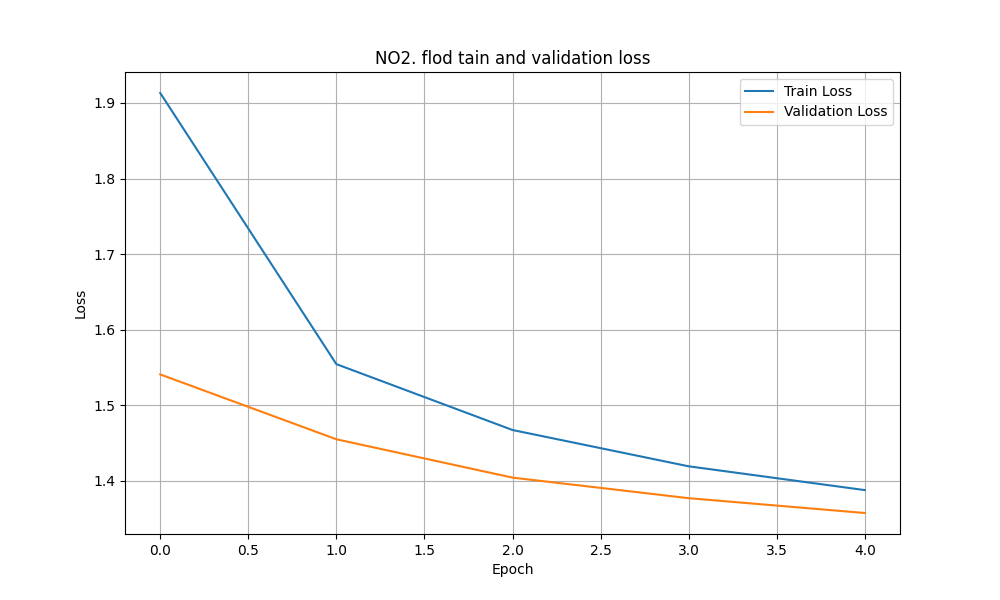 NO2. flod tain and validation loss
Train Loss
Validation Loss
Loss
1.9
1.8
1.7
1.6
1.5
1.4
0.0 0.5 1.0 1.5 2.0 2.5 3.0 3.5 4.0
Epoch